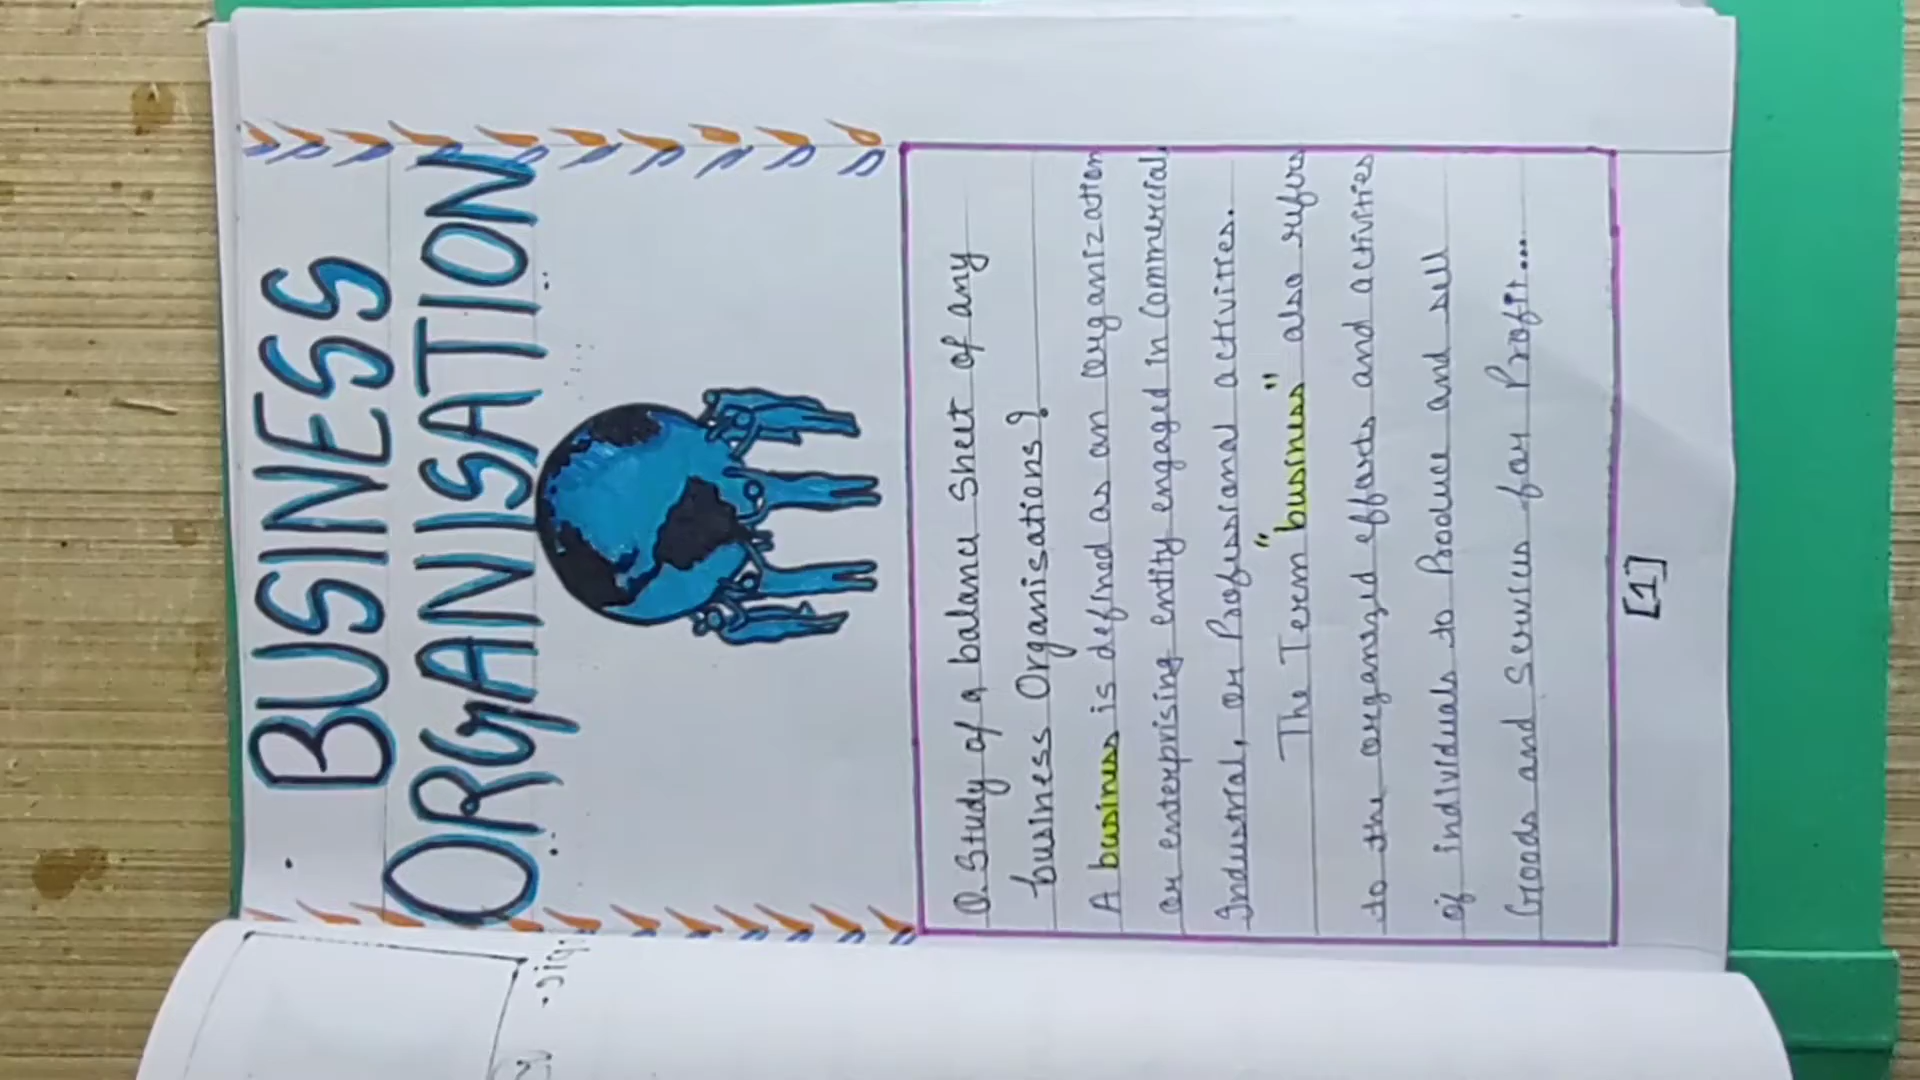 BUSINESS
ORGANISATION
Q. Study of a balance Sheet of any
business Organisations?
A business is defined as an organization
or enterprising entity engaged in Commercial,
Industrial, or Professional activities.
The Term "business" also refers
to the organized efforts and activities
of individuals to Produce and sell
Goods and Services for Profit...
[1]